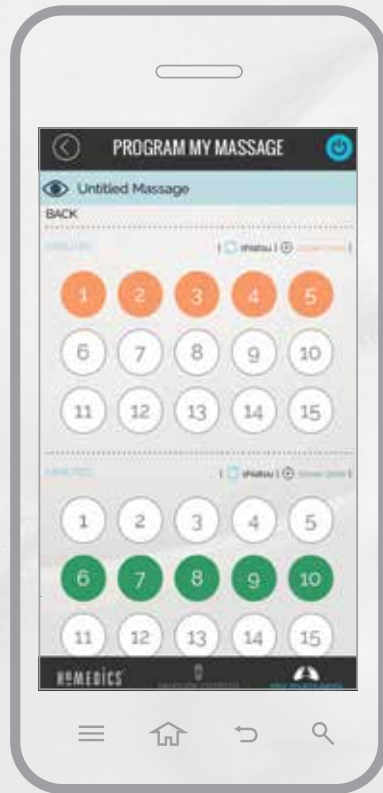 PROGRAM MY MASSAGE
Untitled Massage
BACK
MINUTES [ shiatsu ] [
1 2 3 4 5
6 7 8 9 10
11 12 13 14 15
MINUTES [ shiatsu ] [
1 2 3 4 5
6 7 8 9 10
11 12 13 14 15
HoMEDiCS